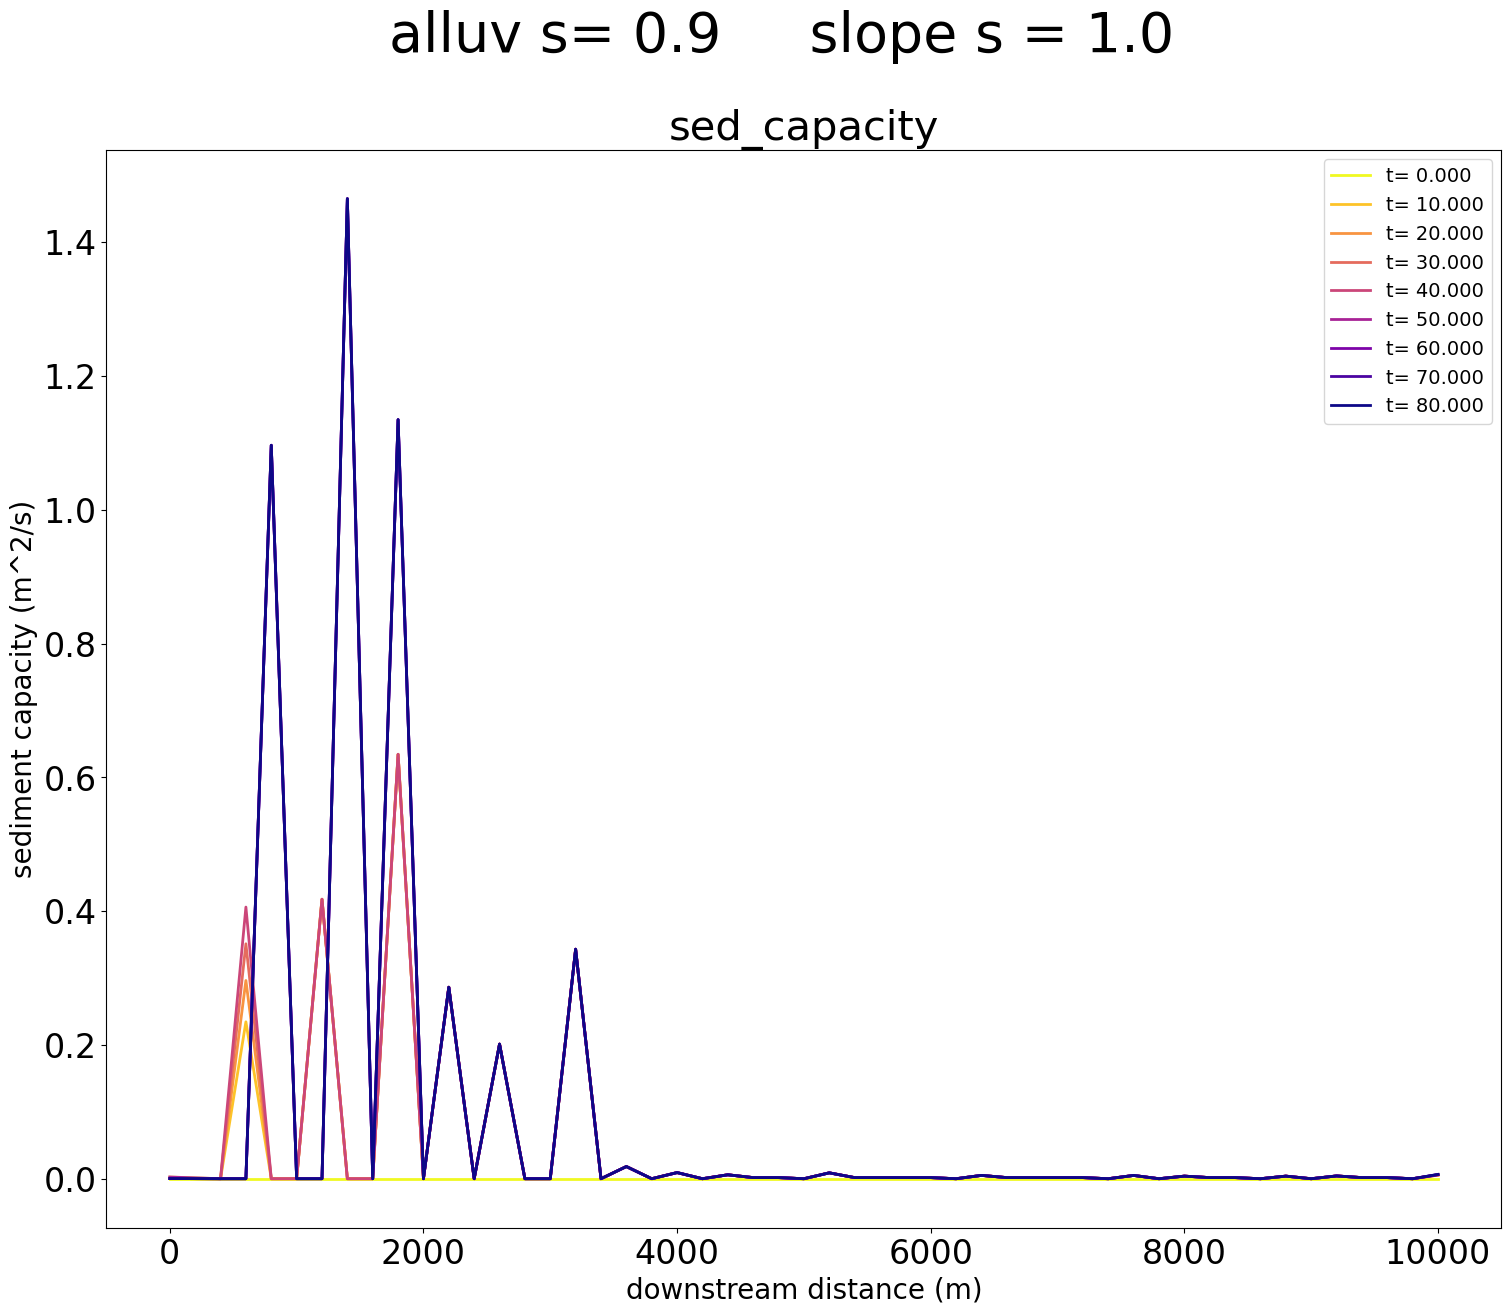 alluv s= 0.9     slope s = 1.0
sed_capacity
t= 0.000
t= 10.000
t= 20.000
t= 30.000
t= 40.000
t= 50.000
t= 60.000
t= 70.000
t= 80.000
sediment capacity (m^2/s)
1.4
1.2
1.0
0.8
0.6
0.4
0.2
0.0
0 2000 4000 6000 8000 10000
downstream distance (m)